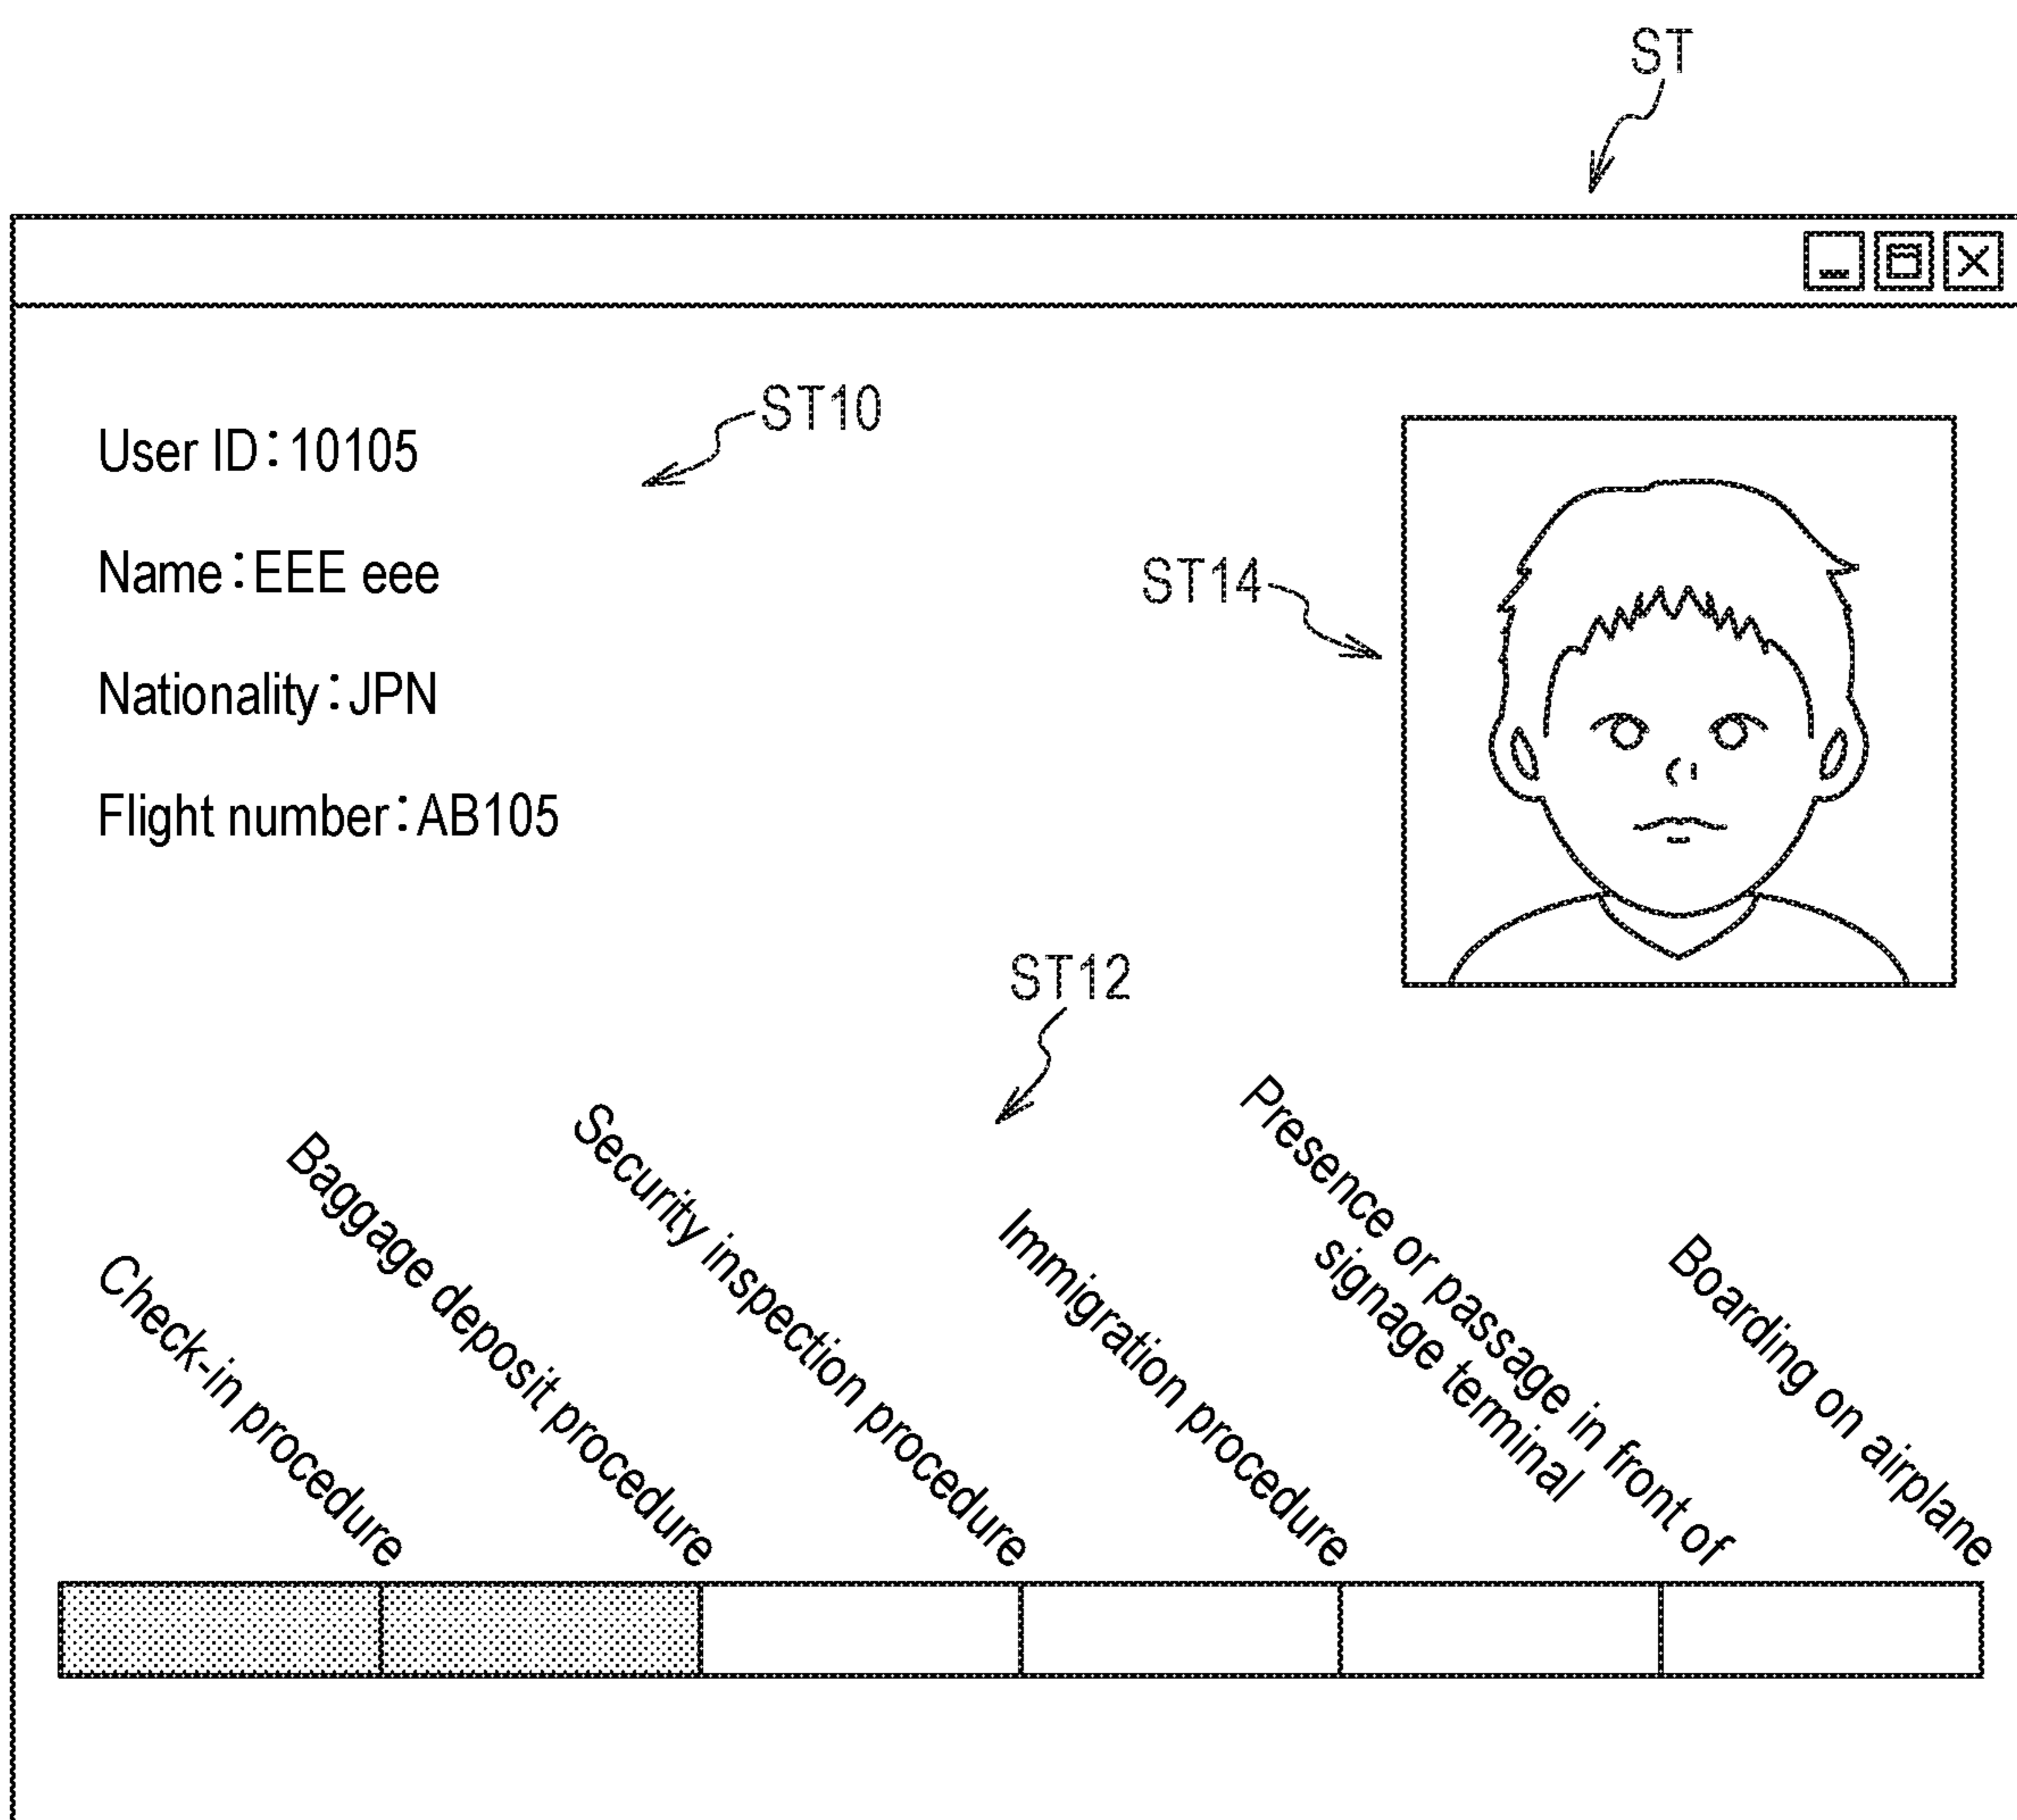 ST
ST10
User ID:10105
Name:EEE eee
ST14
Nationality:JPN
Flight number:AB105
ST12
Check-in procedure
Baggage deposit procedure
Security inspection procedure
Immigration procedure
Presence or passage in front of
signage terminal
Boarding on airplane